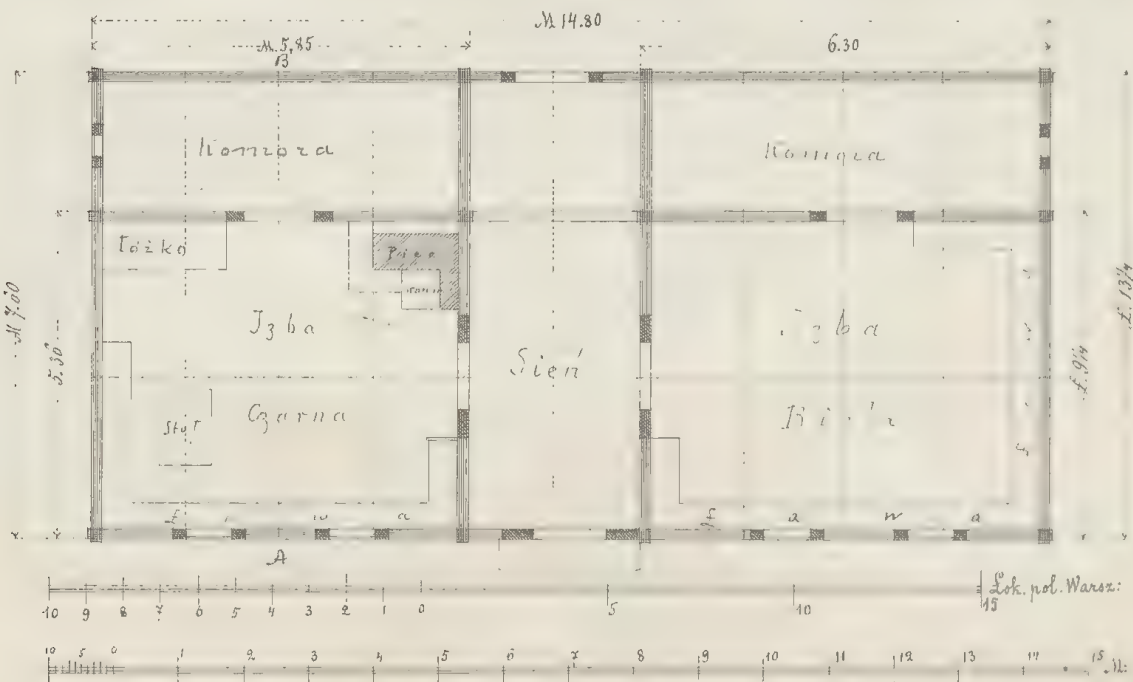 M 14.80
M. 5,85
6.30
B
Komora
Komora
Łóżko
Piec
Izba
Izba
Sień
Czarna
Stół
M 7.00
5.30
Ł. 9¼
Ł. 13¼
Ł a w a
Ł a w a
A
10 9 8 7 6 5 4 3 2 1 0 5 10 15 Łok. pol. Warsz:
10 5 0 1 2 3 4 5 6 7 8 9 10 11 12 13 14 15 M: